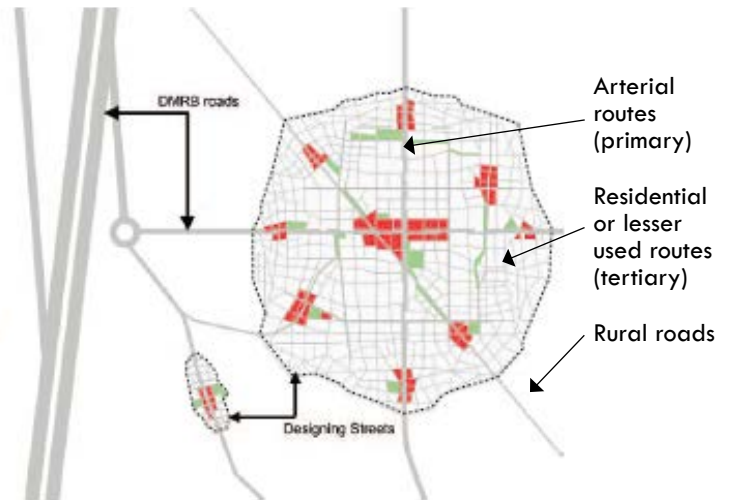 DMRB roads
Arterial
routes
(primary)
Residential
or lesser
used routes
(tertiary)
Rural roads
Designing Streets